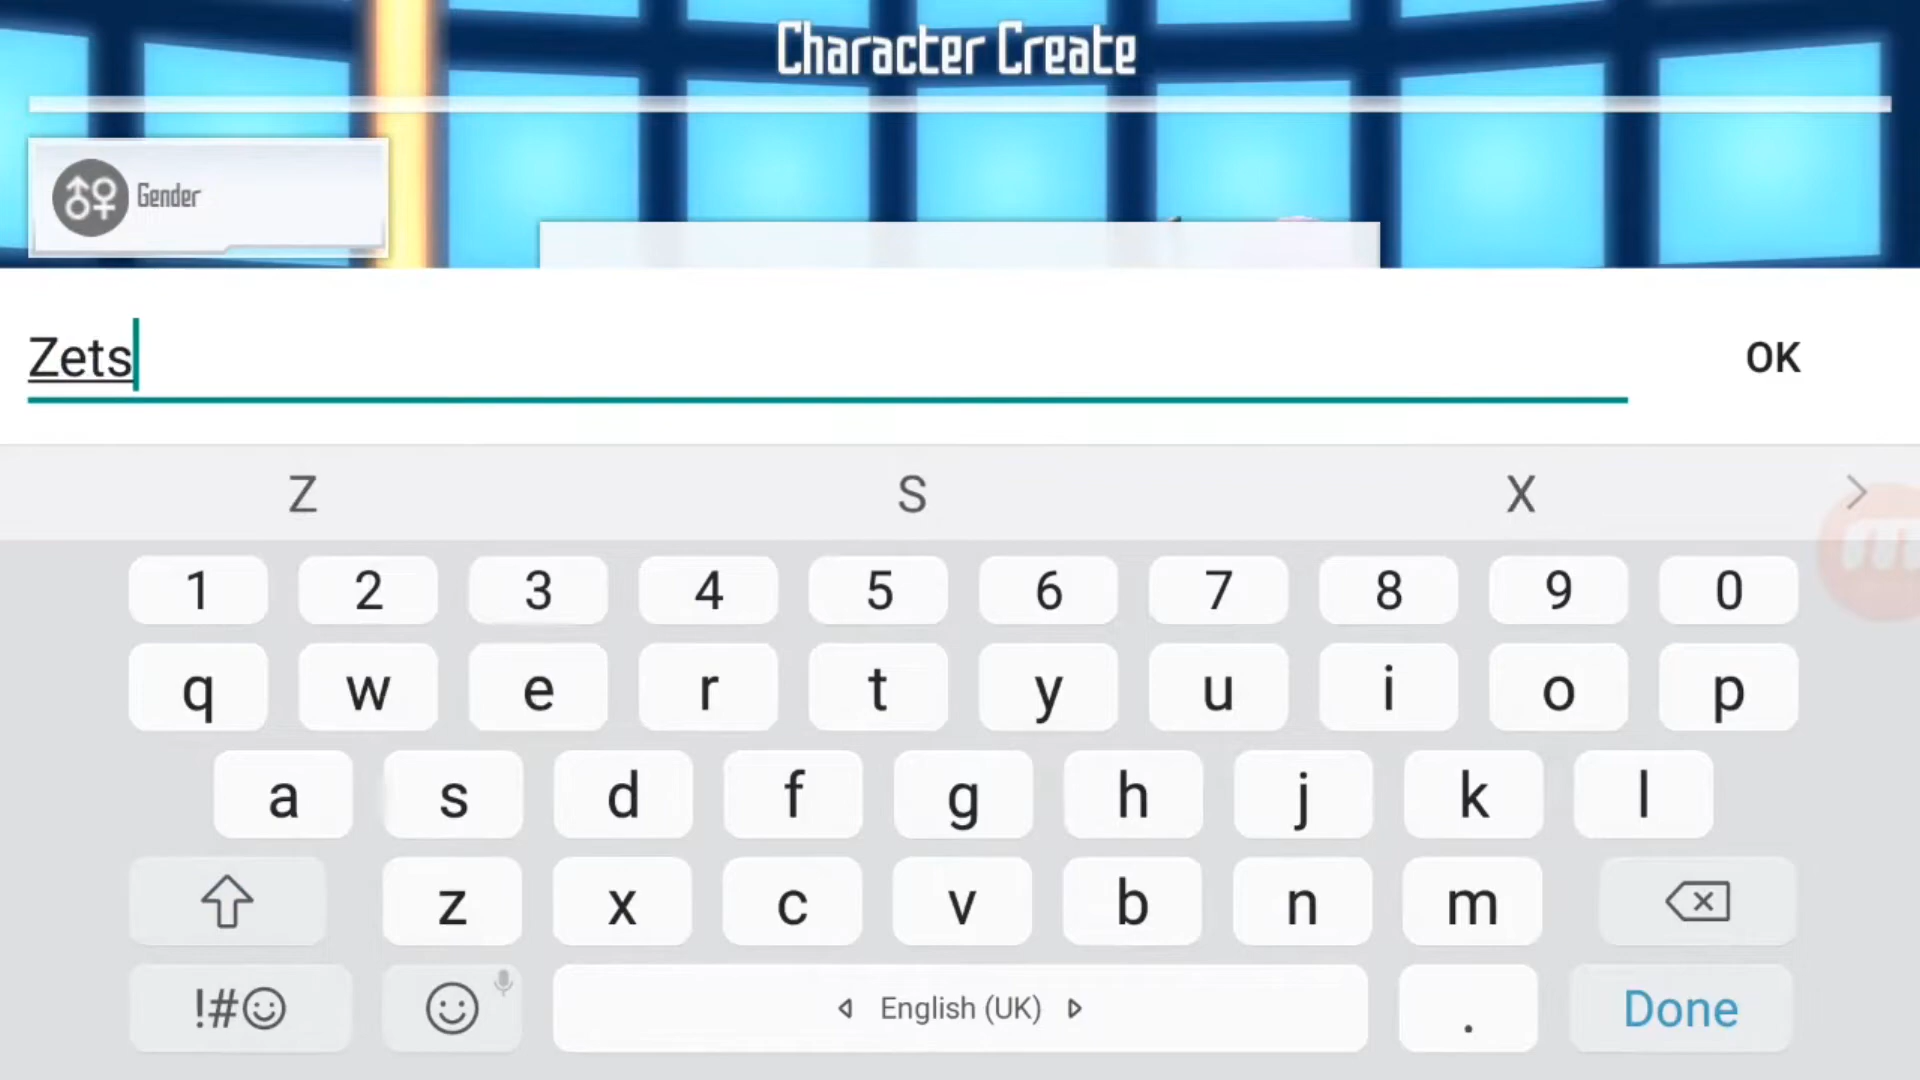 Character Create
Gender
Zets
OK
Z S X
1 2 3 4 5 6 7 8 9 0
q w e r t y u i o p
a s d f g h j k l
z x c v b n m
!#
English (UK)
.
Done